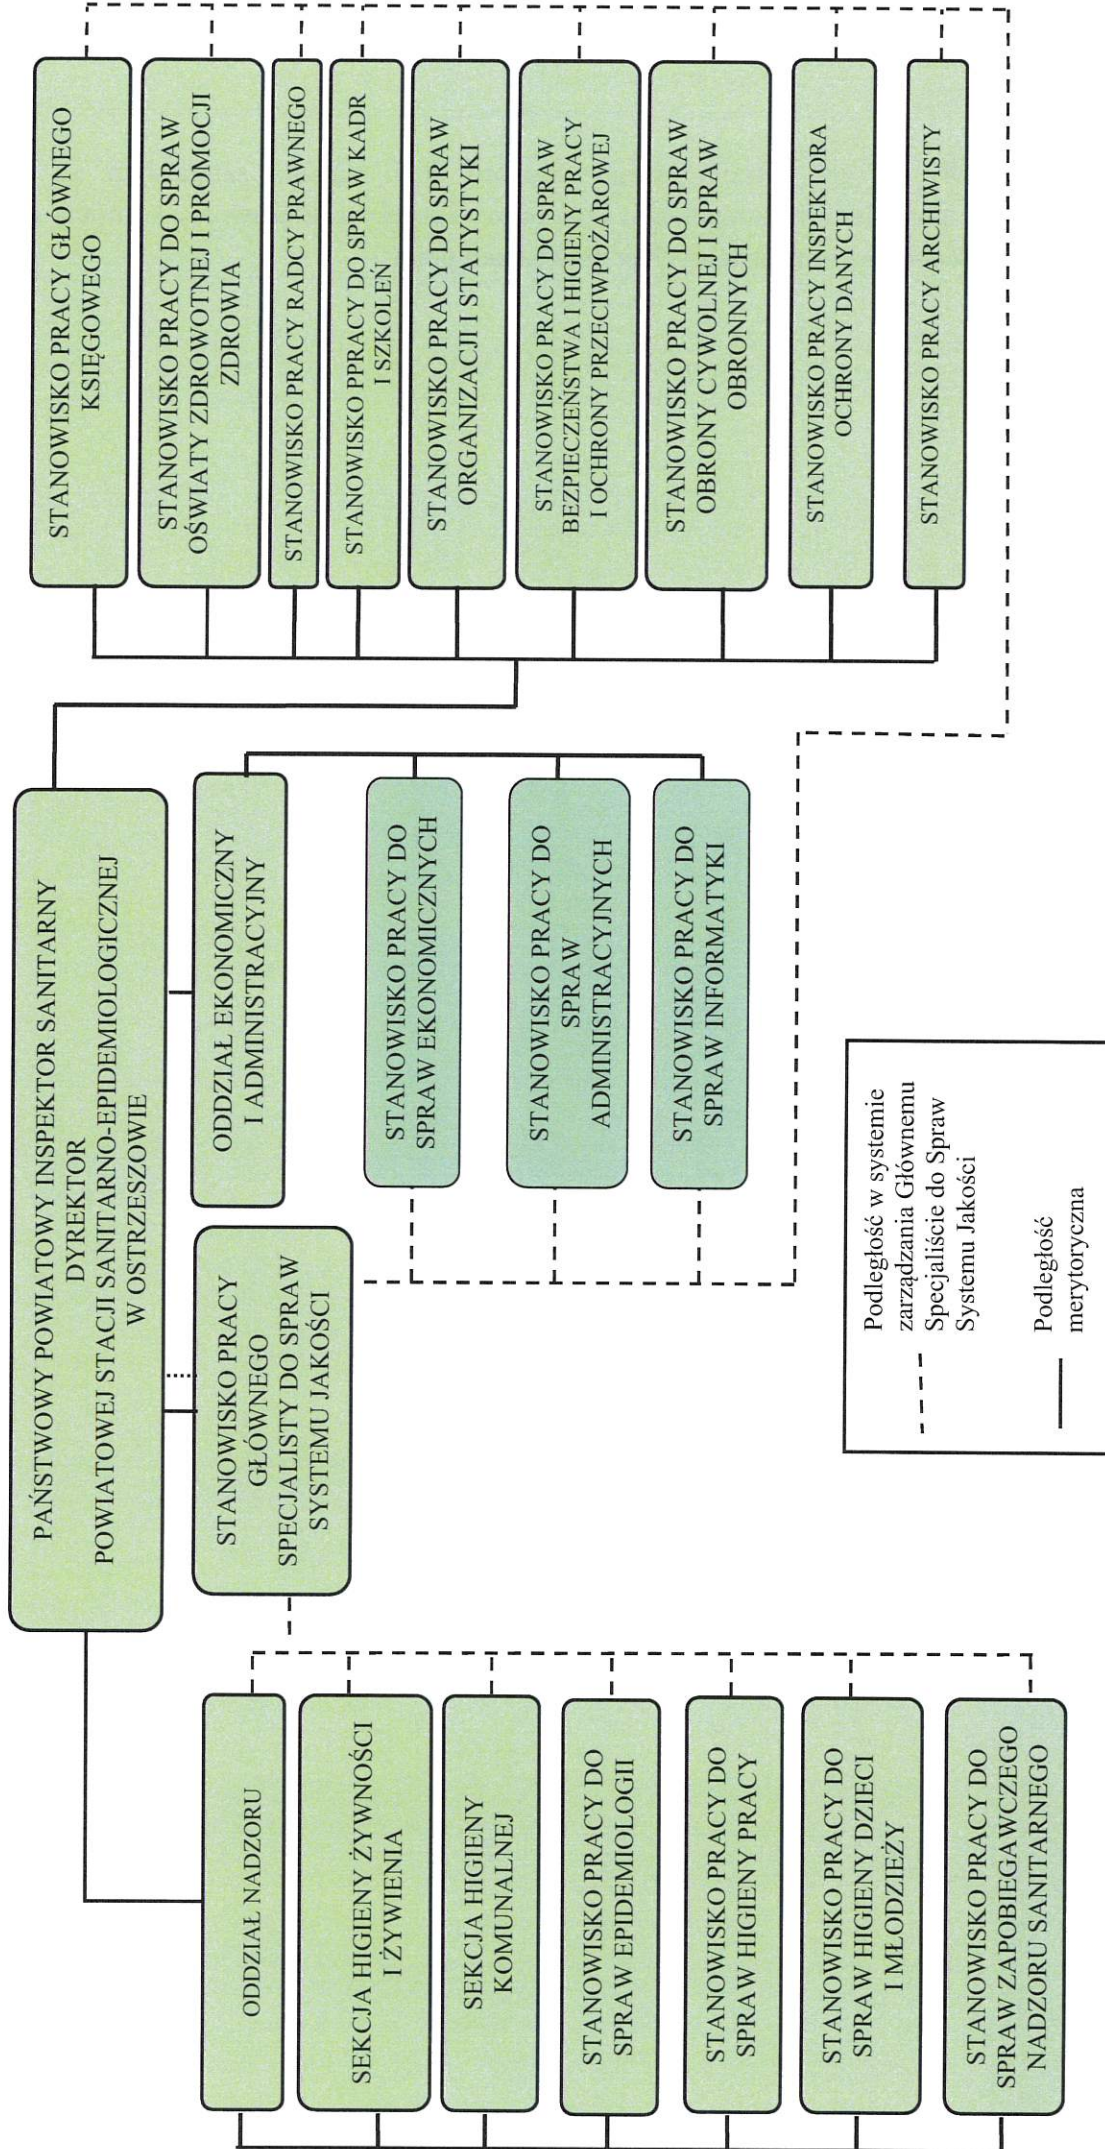 PAŃSTWOWY POWIATOWY INSPEKTOR SANITARNY
DYREKTOR
POWIATOWEJ STACJI SANITARNO-EPIDEMIOLOGICZNEJ
W OSTRZESZOWIE
ODDZIAŁ NADZORU
SEKCJA HIGIENY ŻYWNOŚCI
I ŻYWIENIA
SEKCJA HIGIENY
KOMUNALNEJ
STANOWISKO PRACY DO
SPRAW EPIDEMIOLOGII
STANOWISKO PRACY DO
SPRAW HIGIENY PRACY
STANOWISKO PRACY DO
SPRAW HIGIENY DZIECI
I MŁODZIEŻY
STANOWISKO PRACY DO
SPRAW ZAPOBIEGAWCZEGO
NADZORU SANITARNEGO
STANOWISKO PRACY
GŁÓWNEGO
SPECJALISTY DO SPRAW
SYSTEMU JAKOŚCI
ODDZIAŁ EKONOMICZNY
I ADMINISTRACYJNY
STANOWISKO PRACY DO
SPRAW EKONOMICZNYCH
STANOWISKO PRACY DO
SPRAW
ADMINISTRACYJNYCH
STANOWISKO PRACY DO
SPRAW INFORMATYKI
STANOWISKO PRACY GŁÓWNEGO
KSIĘGOWEGO
STANOWISKO PRACY DO SPRAW
OŚWIATY ZDROWOTNEJ I PROMOCJI
ZDROWIA
STANOWISKO PRACY RADCY PRAWNEGO
STANOWISKO PPRACY DO SPRAW KADR
I SZKOLEŃ
STANOWISKO PRACY DO SPRAW
ORGANIZACJI I STATYSTYKI
STANOWISKO PRACY DO SPRAW
BEZPIECZEŃSTWA I HIGIENY PRACY
I OCHRONY PRZECIWPOŻAROWEJ
STANOWISKO PRACY DO SPRAW
OBRONY CYWOLNEJ I SPRAW
OBRONNYCH
STANOWISKO PRACY INSPEKTORA
OCHRONY DANYCH
STANOWISKO PRACY ARCHIWISTY
Podległość w systemie
zarządzania Głównemu
Specjaliście do Spraw
Systemu Jakości
Podległość
merytoryczna